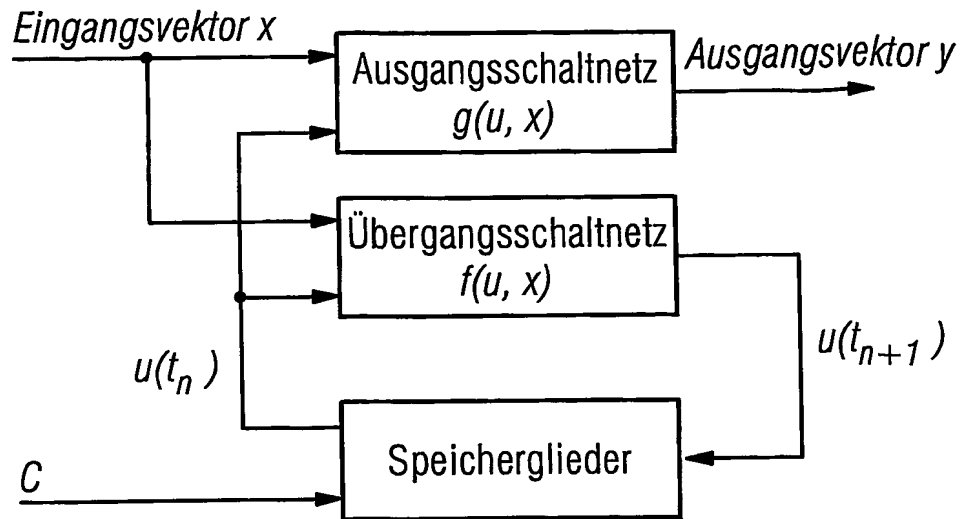 Eingangsvektor x
Ausgangsschaltnetz
g(u, x)
Ausgangsvektor y
Übergangsschaltnetz
f(u, x)
u(tn)
u(tn+1)
Speicherglieder
C